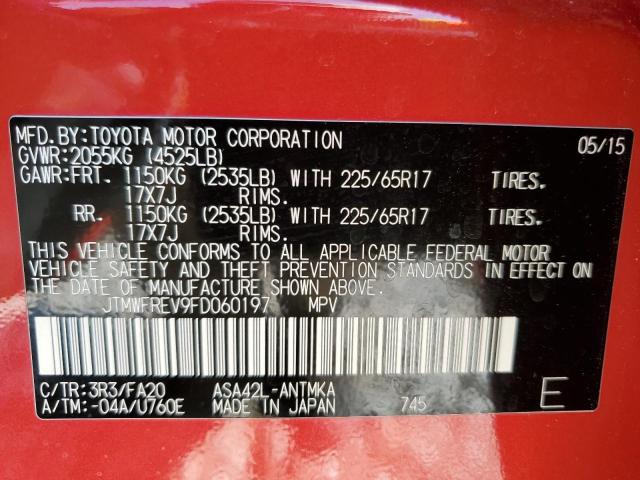 MFD.BY:TOYOTA MOTOR CORPORATION 05/15
GVWR:2055KG (4525LB)
GAWR:FRT. 1150KG (2535LB) WITH 225/65R17 TIRES.
17X7J RIMS.
RR. 1150KG (2535LB) WITH 225/65R17 TIRES.
17X7J RIMS.
THIS VEHICLE CONFORMS TO ALL APPLICABLE FEDERAL MOTOR
VEHICLE SAFETY AND THEFT PREVENTION STANDARDS IN EFFECT ON
THE DATE OF MANUFACTURE SHOWN ABOVE.
JTMWFREV9FD060197 MPV
C/TR:3R3/FA20 ASA42L-ANTMKA
A/TM:-04A/U760E MADE IN JAPAN 745 E